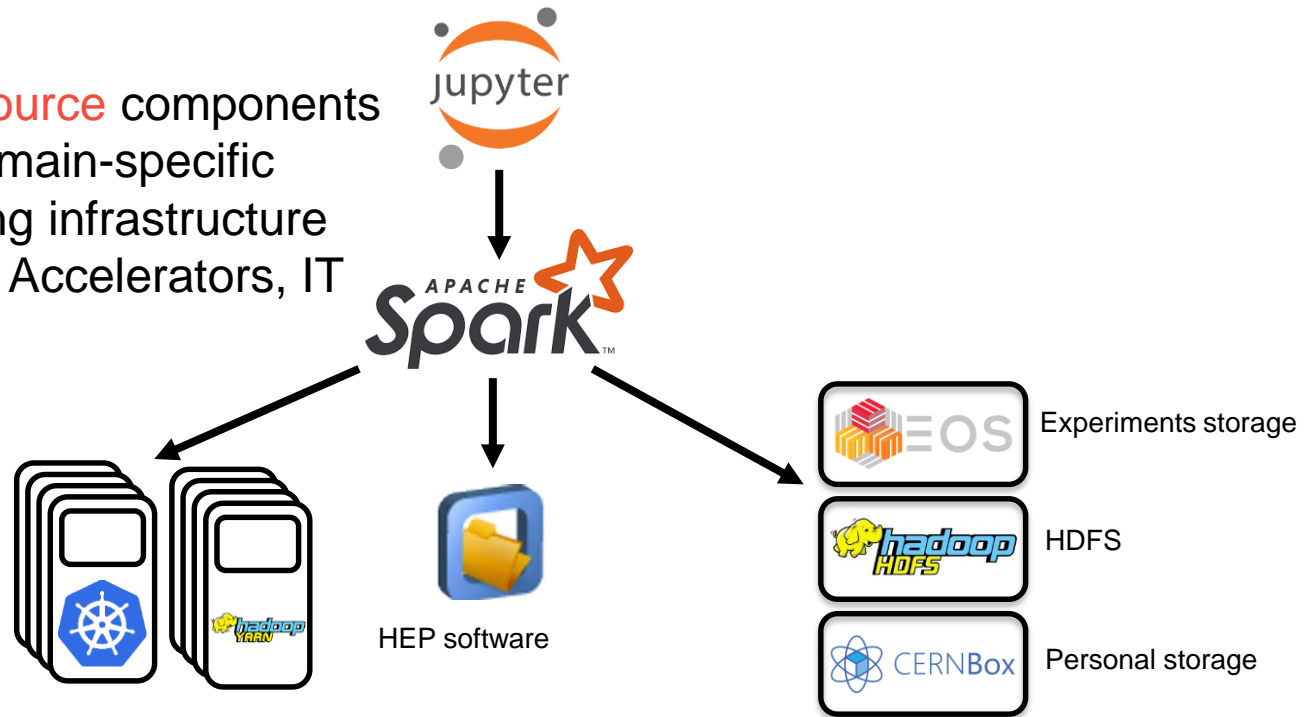 jupyter
ource components
main-specific
ng infrastructure
Accelerators, IT
APACHE
Spark™
EOS
Experiments storage
hadoop
HDFS
HDFS
hadoop
YARN
HEP software
CERNBox
Personal storage